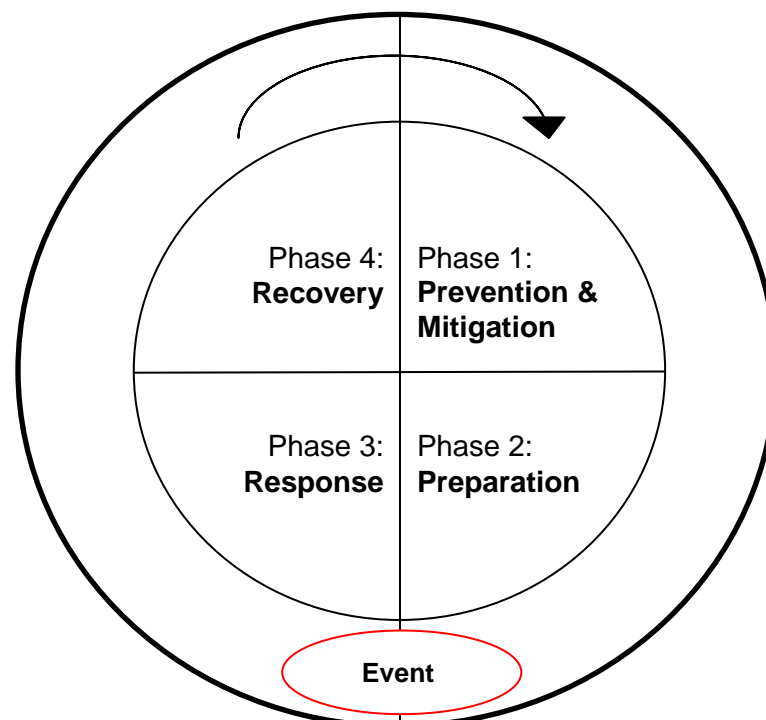 Phase 4:
Recovery
Phase 1:
Prevention &
Mitigation
Phase 3:
Response
Phase 2:
Preparation
Event